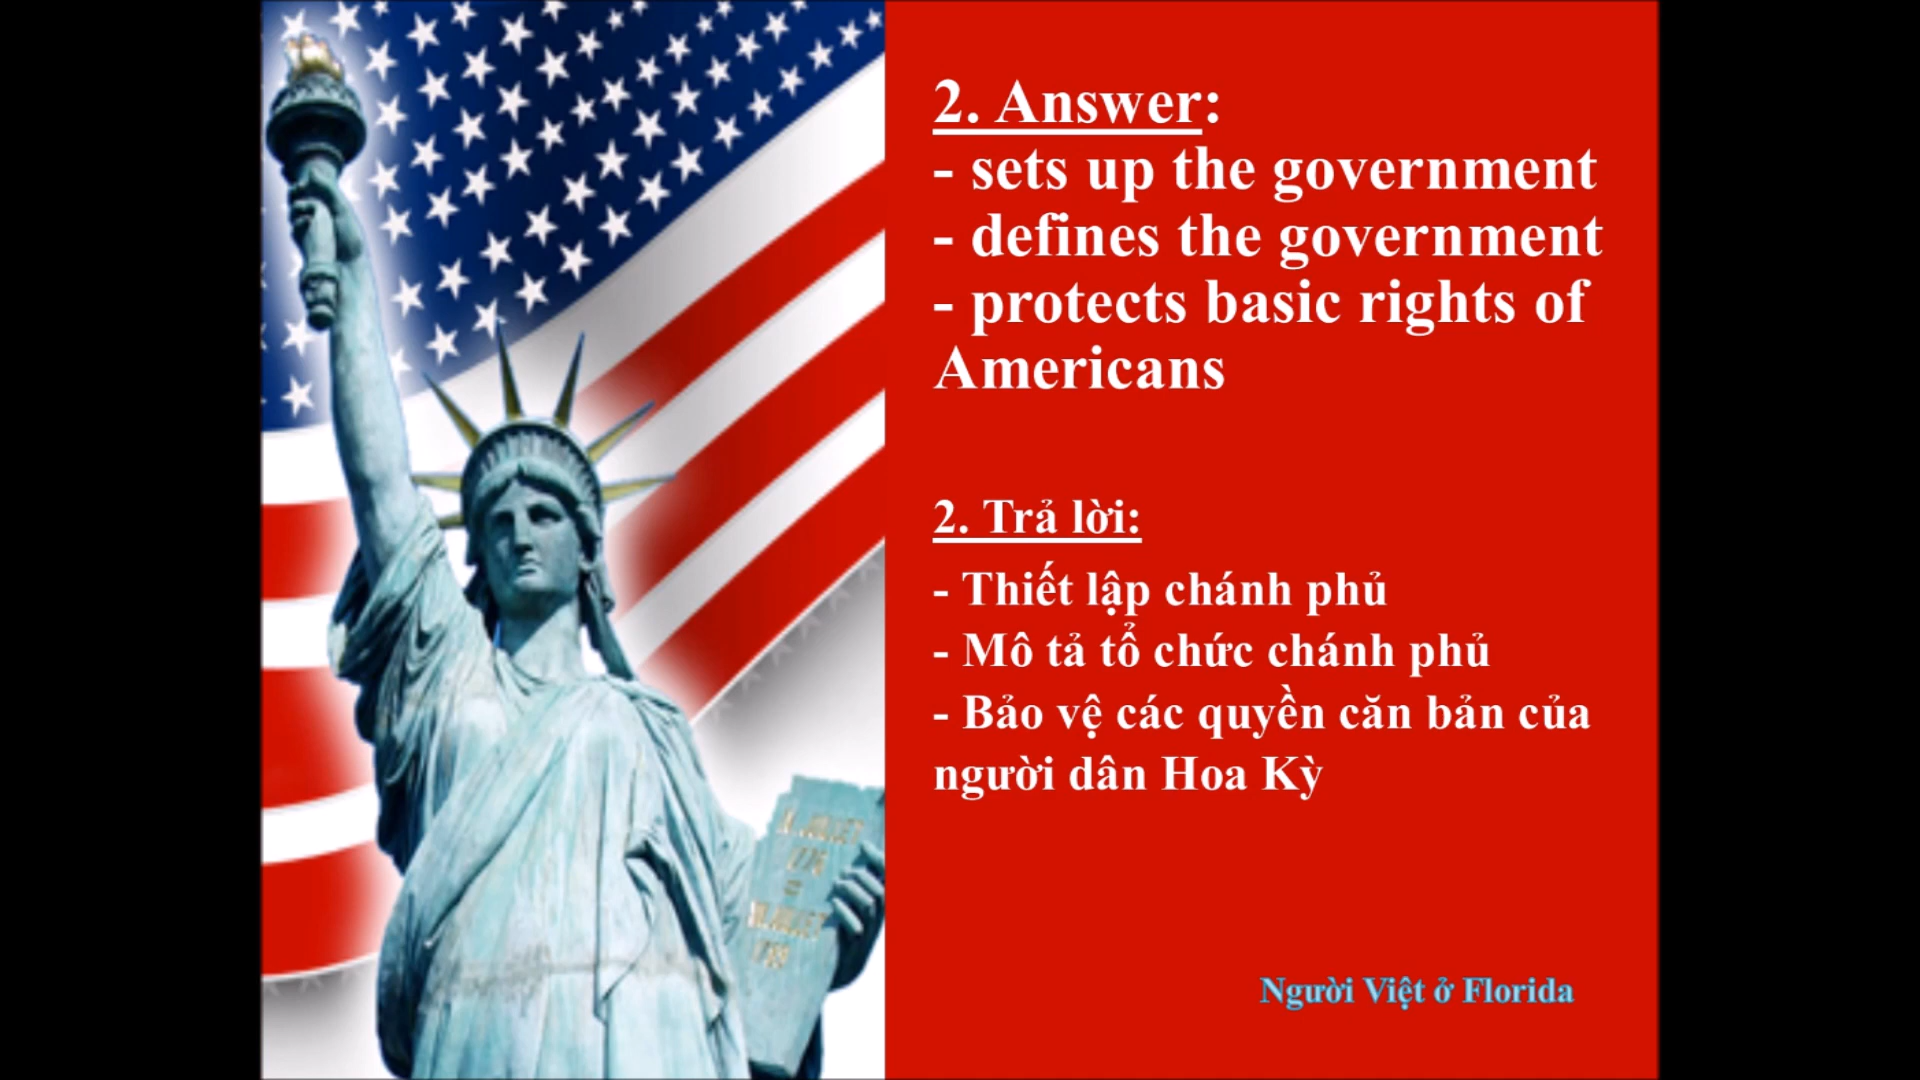 2. Answer:
- sets up the government
- defines the government
- protects basic rights of
Americans
2. Trả lời:
- Thiết lập chánh phủ
- Mô tả tổ chức chánh phủ
- Bảo vệ các quyền căn bản của
người dân Hoa Kỳ
Người Việt ở Florida